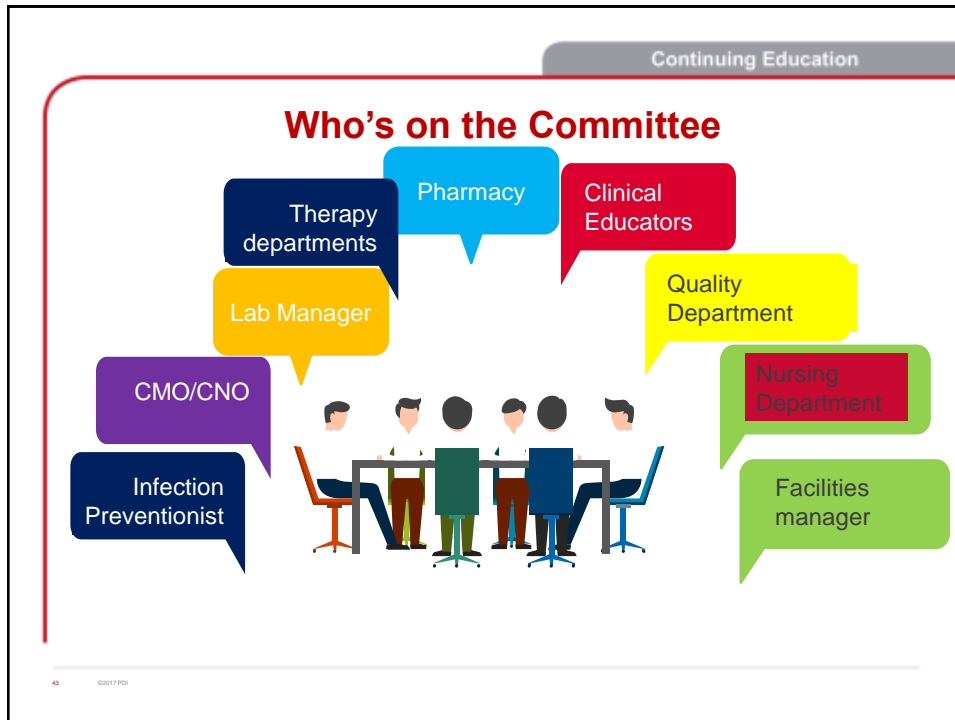 Continuing Education
Who's on the Committee
Pharmacy
Clinical
Educators
Therapy
departments
Quality
Department
Lab Manager
Nursing
Department
CMO/CNO
Infection
Preventionist
Facilities
manager
43
©2017 PDI